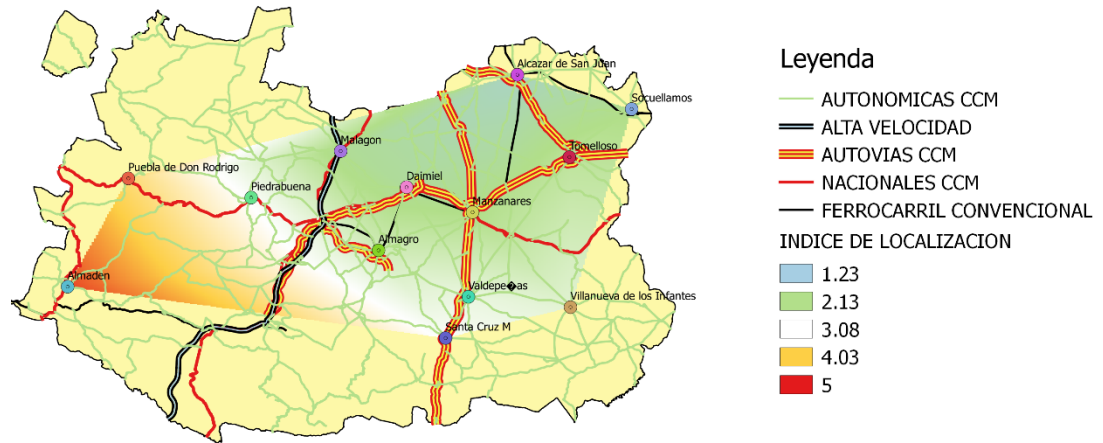 Alcazar de San Juan
Socuellamos
Malagon
Tomelloso
Puebla de Don Rodrigo
Piedrabuena
Daimiel
Manzanares
Almagro
Almaden
Valdepe�as
Villanueva de los Infantes
Santa Cruz M
Leyenda
AUTONOMICAS CCM
ALTA VELOCIDAD
AUTOVIAS CCM
NACIONALES CCM
FERROCARRIL CONVENCIONAL
INDICE DE LOCALIZACION
1.23
2.13
3.08
4.03
5